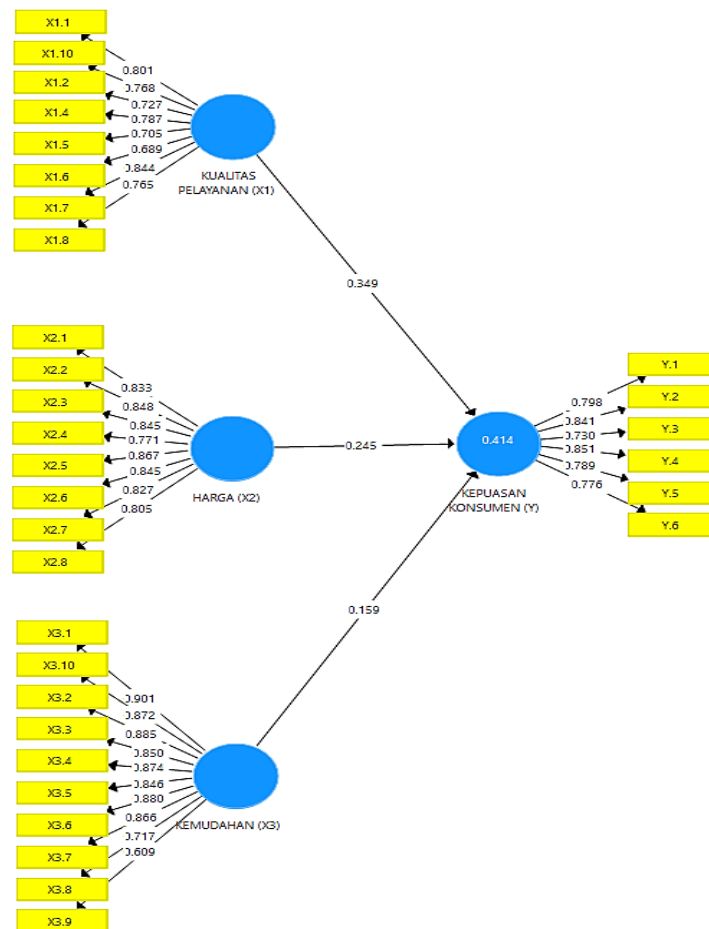 X1.1
X1.10
X1.2
X1.4
X1.5
X1.6
X1.7
X1.8
0.801
0.768
0.727
0.787
0.705
0.689
0.844
0.765
KUALITAS
PELAYANAN (X1)
0.349
X2.1
X2.2
X2.3
X2.4
X2.5
X2.6
X2.7
X2.8
0.833
0.848
0.845
0.771
0.867
0.845
0.827
0.805
HARGA (X2)
0.245
0.414
KEPUASAN
KONSUMEN (Y)
0.798
0.841
0.730
0.851
0.789
0.776
Y.1
Y.2
Y.3
Y.4
Y.5
Y.6
0.159
X3.1
X3.10
X3.2
X3.3
X3.4
X3.5
X3.6
X3.7
X3.8
X3.9
0.901
0.872
0.885
0.850
0.874
0.846
0.880
0.866
0.717
0.609
KEMUDAHAN (X3)